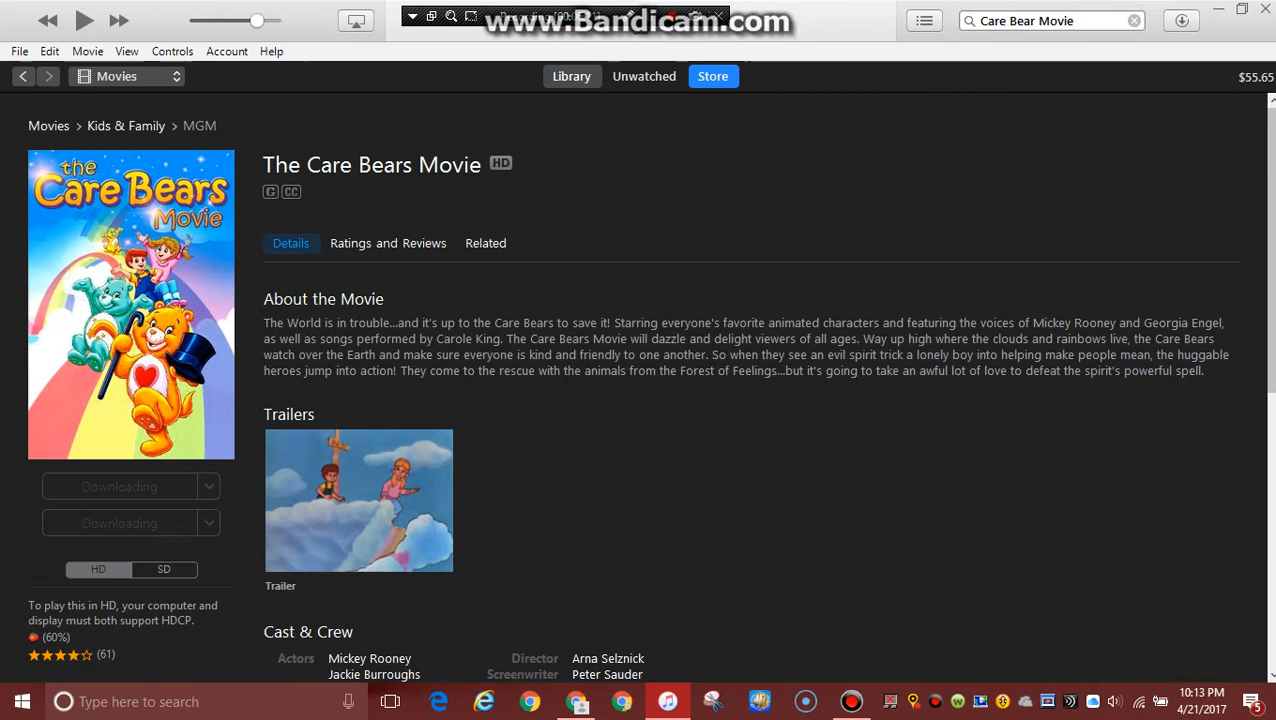 www.Bandicam.com
Care Bear Movie
File Edit Movie View Controls Account Help
Movies Library Unwatched Store $55.65
Movies > Kids & Family > MGM
the
Care Bears
Movie
The Care Bears Movie HD
G CC
Details Ratings and Reviews Related
About the Movie
The World is in trouble...and it's up to the Care Bears to save it! Starring everyone's favorite animated characters and featuring the voices of Mickey Rooney and Georgia Engel,
as well as songs performed by Carole King. The Care Bears Movie will dazzle and delight viewers of all ages. Way up high where the clouds and rainbows live, the Care Bears
watch over the Earth and make sure everyone is kind and friendly to one another. So when they see an evil spirit trick a lonely boy into helping make people mean, the huggable
heroes jump into action! They come to the rescue with the animals from the Forest of Feelings...but it's going to take an awful lot of love to defeat the spirit's powerful spell.
Trailers
Trailer
Downloading
Downloading
HD SD
To play this in HD, your computer and
display must both support HDCP.
(60%)
(61)
Cast & Crew
Actors Mickey Rooney Director Arna Selznick
Jackie Burroughs Screenwriter Peter Sauder
Type here to search
10:13 PM
4/21/2017
5